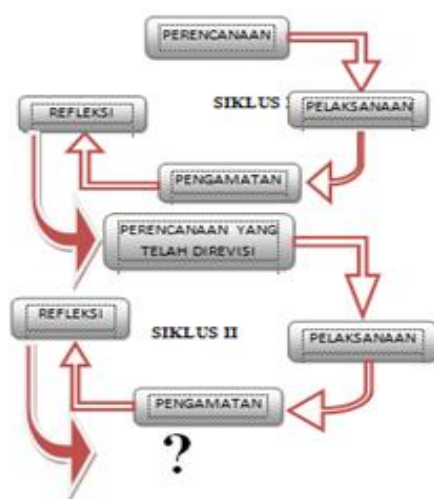 PERENCANAAN
SIKLUS I
PELAKSANAAN
REFLEKSI
PENGAMATAN
PERENCANAAN YANG
TELAH DIREVISI
REFLEKSI
SIKLUS II
PELAKSANAAN
PENGAMATAN
?